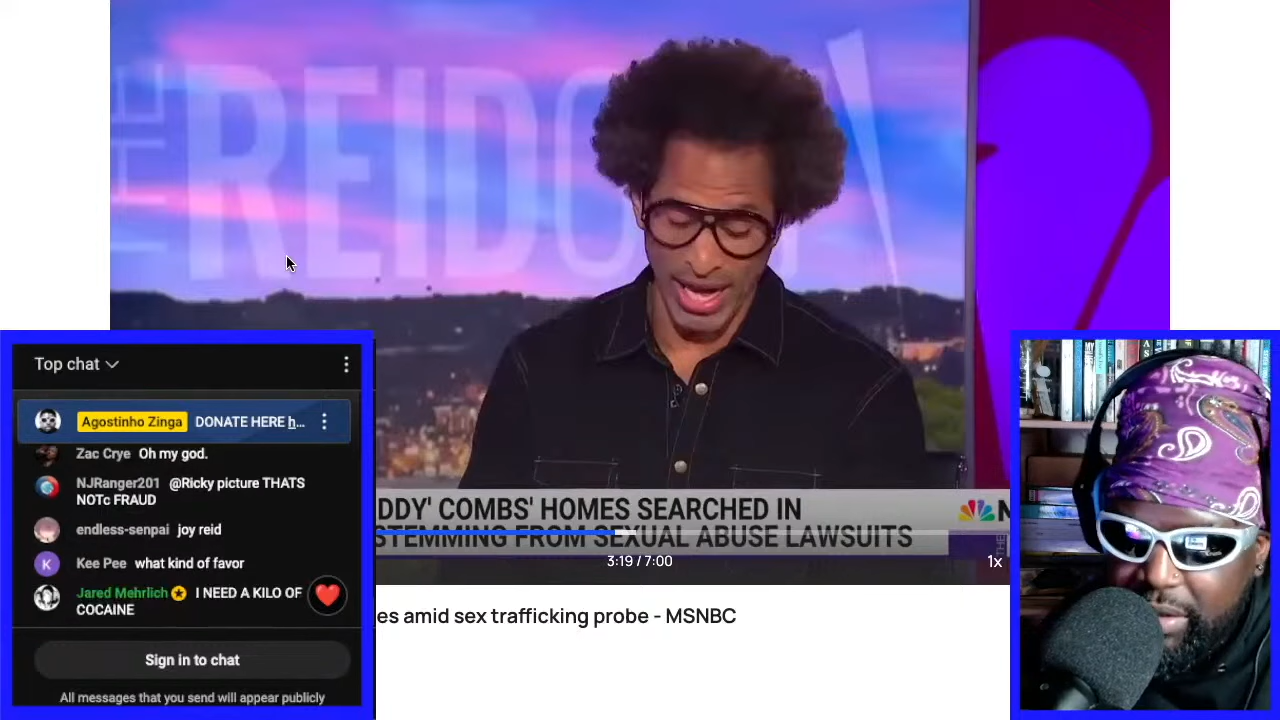 THE
REIDO
DDY' COMBS' HOMES SEARCHED IN
STEMMING FROM SEXUAL ABUSE LAWSUITS
3:19 / 7:00
1x
es amid sex trafficking probe - MSNBC
Top chat
Agostinho Zinga DONATE HERE h...
Zac Crye Oh my god.
NJRanger201 @Ricky picture THATS
NOTc FRAUD
endless-senpai joy reid
K Kee Pee what kind of favor
Jared Mehrlich I NEED A KILO OF
COCAINE
Sign in to chat
All messages that you send will appear publicly